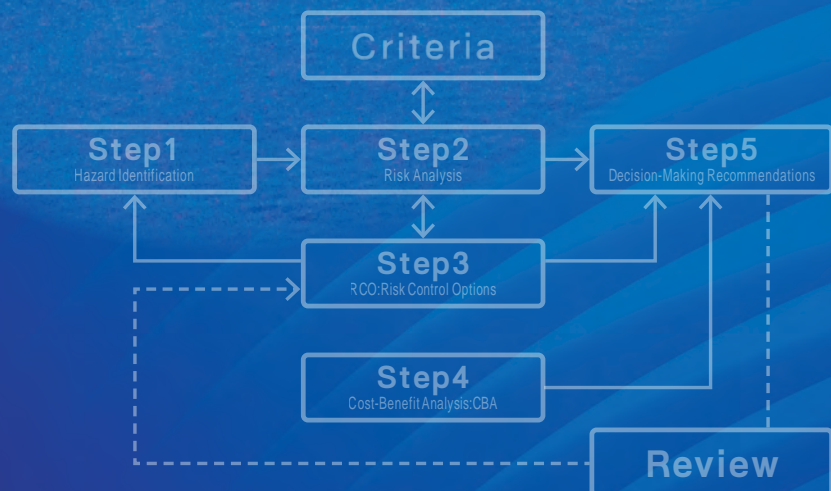 Criteria
Step1
Hazard Identification
Step2
Risk Analysis
Step5
Decision-Making Recommendations
Step3
RCO:Risk Control Options
Step4
Cost-Benefit Analysis:CBA
Review